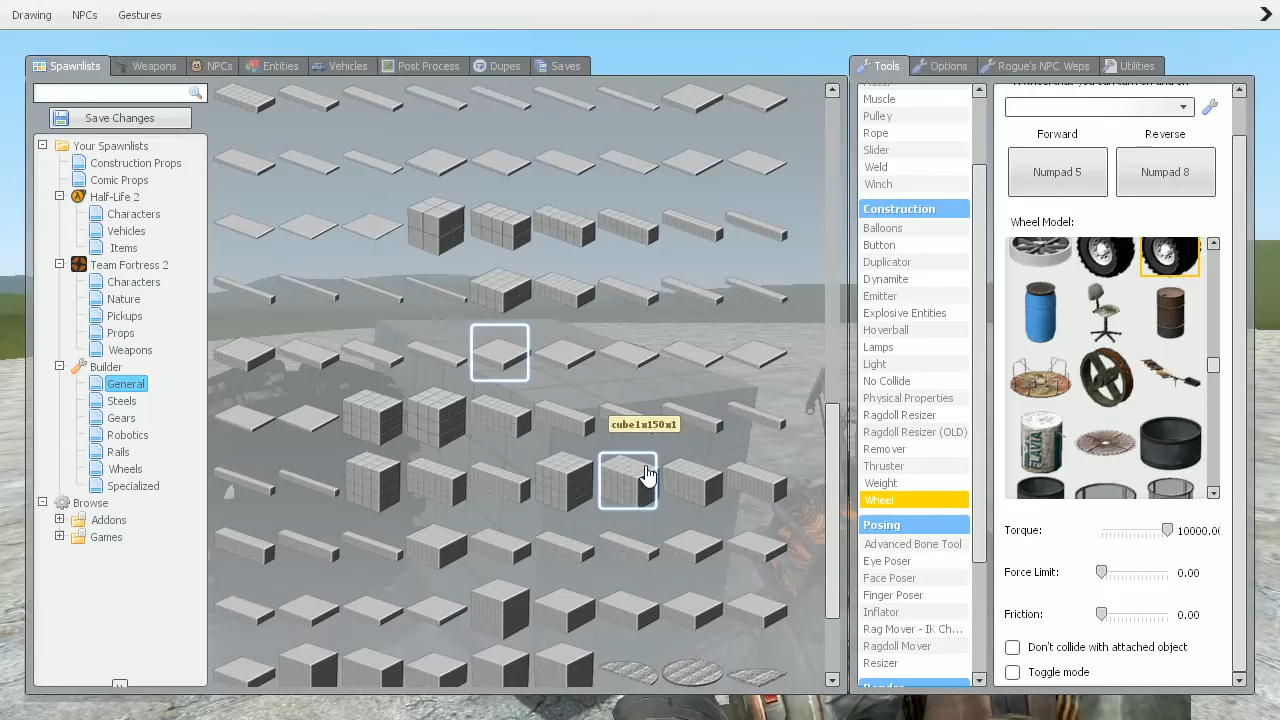 Drawing NPCs Gestures
Spawnlists Weapons NPCs Entities Vehicles Post Process Dupes Saves
Save Changes
Your Spawnlists
Construction Props
Comic Props
Half-Life 2
Characters
Vehicles
Items
Team Fortress 2
Characters
Nature
Pickups
Props
Weapons
Builder
General
Steels
Gears
Robotics
Rails
Wheels
Specialized
Browse
Addons
Games
cube1x150x1
Tools Options Rogue's NPC Weps Utilities
Muscle
Pulley
Rope
Slider
Weld
Winch
Construction
Balloons
Button
Duplicator
Dynamite
Emitter
Explosive Entities
Hoverball
Lamps
Light
No Collide
Physical Properties
Ragdoll Resizer
Ragdoll Resizer (OLD)
Remover
Thruster
Weight
Wheel
Posing
Advanced Bone Tool
Eye Poser
Face Poser
Finger Poser
Inflator
Rag Mover - IK Ch...
Ragdoll Mover
Resizer
Forward Reverse
Numpad 5 Numpad 8
Wheel Model:
Torque: 10000.0
Force Limit: 0.00
Friction: 0.00
Don't collide with attached object
Toggle mode